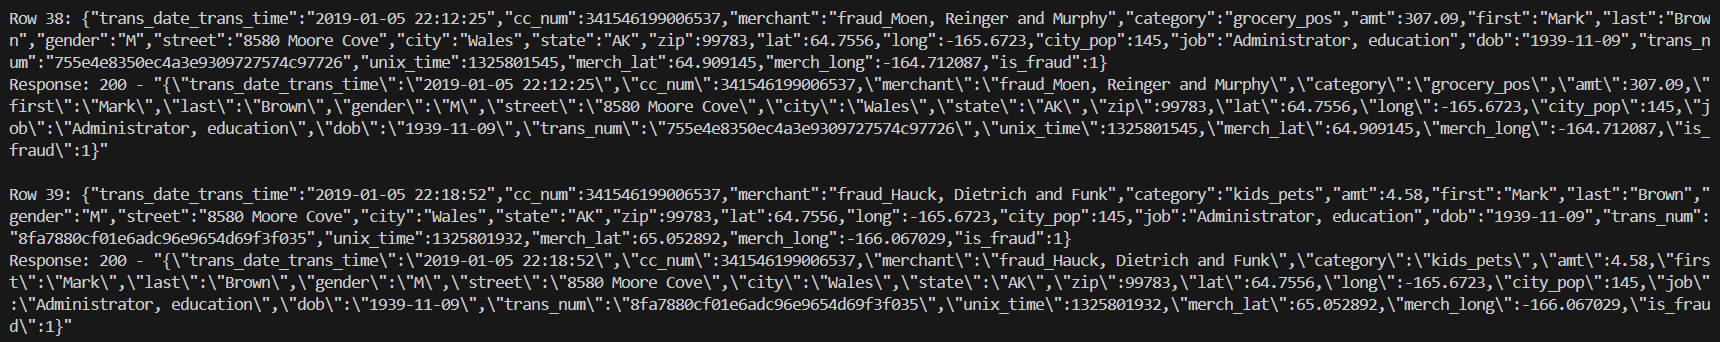 Row 38: {"trans_date_trans_time":"2019-01-05 22:12:25","cc_num":341546199006537,"merchant":"fraud_Moen, Reinger and Murphy","category":"grocery_pos","amt":307.09,"first":"Mark","last":"Brow
n","gender":"M","street":"8580 Moore Cove","city":"Wales","state":"AK","zip":99783,"lat":64.7556,"long":-165.6723,"city_pop":145,"job":"Administrator, education","dob":"1939-11-09","trans_n
um":"755e4e8350ec4a3e9309727574c97726","unix_time":1325801545,"merch_lat":64.909145,"merch_long":-164.712087,"is_fraud":1}
Response: 200 - "{\"trans_date_trans_time\":\"2019-01-05 22:12:25\",\"cc_num\":341546199006537,\"merchant\":\"fraud_Moen, Reinger and Murphy\",\"category\":\"grocery_pos\",\"amt\":307.09,\"
first\":\"Mark\",\"last\":\"Brown\",\"gender\":\"M\",\"street\":\"8580 Moore Cove\",\"city\":\"Wales\",\"state\":\"AK\",\"zip\":99783,\"lat\":64.7556,\"long\":-165.6723,\"city_pop\":145,\"j
ob\":\"Administrator, education\",\"dob\":\"1939-11-09\",\"trans_num\":\"755e4e8350ec4a3e9309727574c97726\",\"unix_time\":1325801545,\"merch_lat\":64.909145,\"merch_long\":-164.712087,\"is_
fraud\":1}"
Row 39: {"trans_date_trans_time":"2019-01-05 22:18:52","cc_num":341546199006537,"merchant":"fraud_Hauck, Dietrich and Funk","category":"kids_pets","amt":4.58,"first":"Mark","last":"Brown","
gender":"M","street":"8580 Moore Cove","city":"Wales","state":"AK","zip":99783,"lat":64.7556,"long":-165.6723,"city_pop":145,"job":"Administrator, education","dob":"1939-11-09","trans_num":
"8fa7880cf01e6adc96e9654d69f3f035","unix_time":1325801932,"merch_lat":65.052892,"merch_long":-166.067029,"is_fraud":1}
Response: 200 - "{\"trans_date_trans_time\":\"2019-01-05 22:18:52\",\"cc_num\":341546199006537,\"merchant\":\"fraud_Hauck, Dietrich and Funk\",\"category\":\"kids_pets\",\"amt\":4.58,\"firs
t\":\"Mark\",\"last\":\"Brown\",\"gender\":\"M\",\"street\":\"8580 Moore Cove\",\"city\":\"Wales\",\"state\":\"AK\",\"zip\":99783,\"lat\":64.7556,\"long\":-165.6723,\"city_pop\":145,\"job\"
:\"Administrator, education\",\"dob\":\"1939-11-09\",\"trans_num\":\"8fa7880cf01e6adc96e9654d69f3f035\",\"unix_time\":1325801932,\"merch_lat\":65.052892,\"merch_long\":-166.067029,\"is_frau
d\":1}"